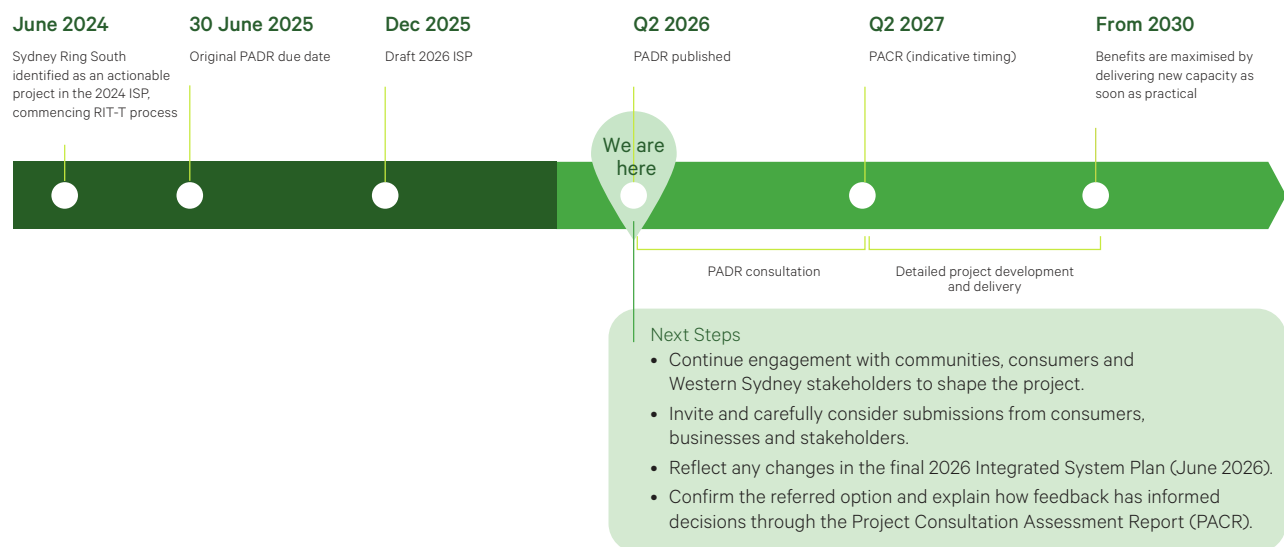 June 2024
Sydney Ring South
identified as an actionable
project in the 2024 ISP,
commencing RIT-T process
30 June 2025
Original PADR due date
Dec 2025
Draft 2026 ISP
Q2 2026
PADR published
Q2 2027
PACR (indicative timing)
From 2030
Benefits are maximised by
delivering new capacity as
soon as practical
We are
here
PADR consultation
Detailed project development
and delivery
Next Steps
• Continue engagement with communities, consumers and
Western Sydney stakeholders to shape the project.
• Invite and carefully consider submissions from consumers,
businesses and stakeholders.
• Reflect any changes in the final 2026 Integrated System Plan (June 2026).
• Confirm the referred option and explain how feedback has informed
decisions through the Project Consultation Assessment Report (PACR).